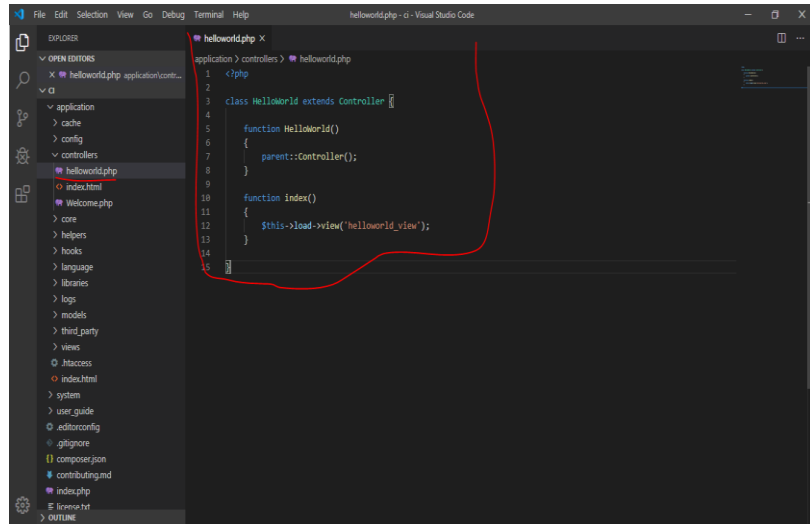 File Edit Selection View Go Debug Terminal Help helloworld.php - ci - Visual Studio Code
EXPLORER
OPEN EDITORS
helloworld.php application\contr...
CI
application
cache
config
controllers
helloworld.php
index.html
Welcome.php
core
helpers
hooks
language
libraries
logs
models
third_party
views
.htaccess
index.html
system
user_guide
.editorconfig
.gitignore
composer.json
contributing.md
index.php
license.txt
OUTLINE
helloworld.php
application > controllers > helloworld.php
1 <?php
2
3 class HelloWorld extends Controller {
4
5 function HelloWorld()
6 {
7 parent::Controller();
8 }
9
10 function index()
11 {
12 $this->load->view('helloworld_view');
13 }
14
15 }